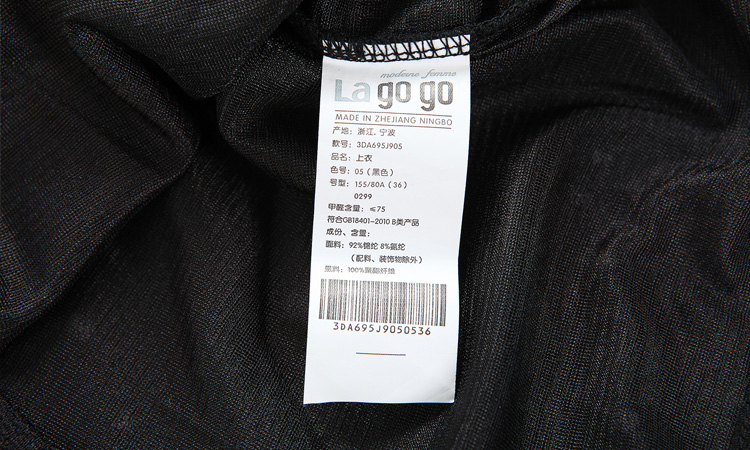 moderne femme
Lagogo
MADE IN ZHEJIANG NINGBO
产地: 浙江, 宁波
款号: 3DA695J905
品名: 上衣
色号: 05 (黑色)
号型: 155/80A (36)
0299
甲醛含量: ≤75
符合GB18401-2010 B类产品
成份、含量:
面料: 92%锦纶 8%氨纶
(配料、装饰物除外)
里料: 100%聚酯纤维
3DA695J9050536